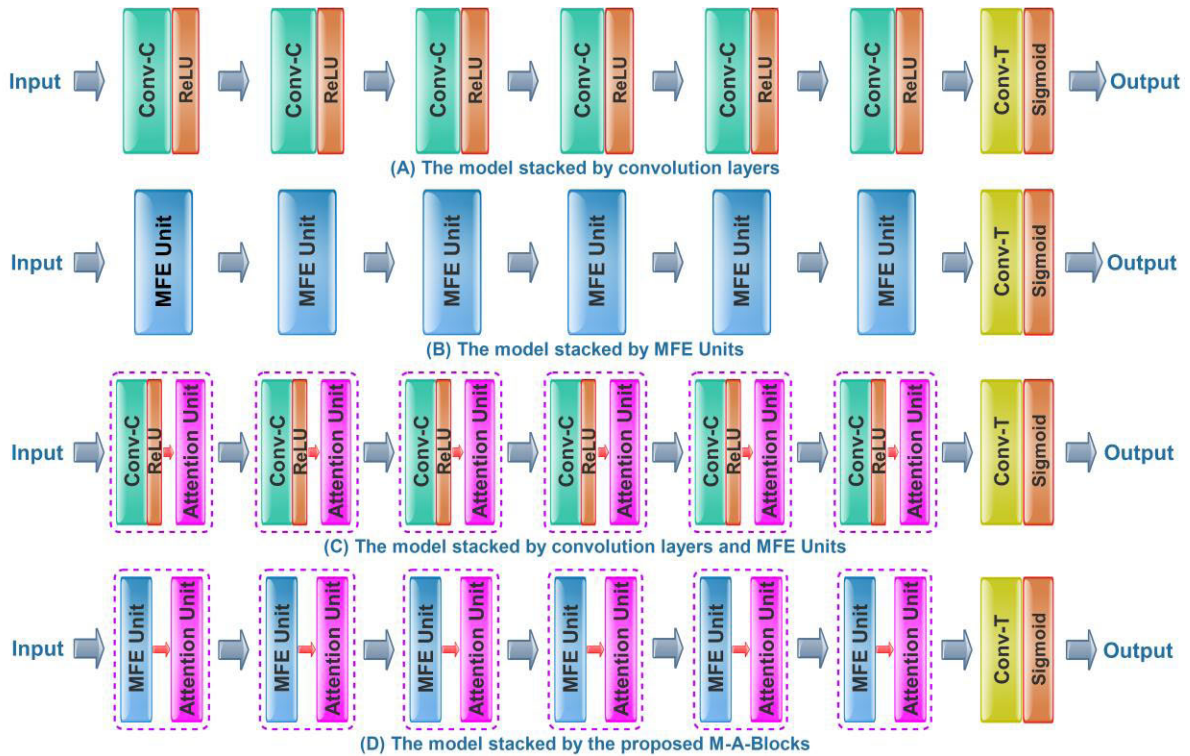 Input Conv-C ReLU Conv-C ReLU Conv-C ReLU Conv-C ReLU Conv-C ReLU Conv-C ReLU Conv-T Sigmoid Output
(A) The model stacked by convolution layers
Input MFE Unit MFE Unit MFE Unit MFE Unit MFE Unit MFE Unit Conv-T Sigmoid Output
(B) The model stacked by MFE Units
Input Conv-C ReLU Attention Unit Conv-C ReLU Attention Unit Conv-C ReLU Attention Unit Conv-C ReLU Attention Unit Conv-C ReLU Attention Unit Conv-C ReLU Attention Unit Conv-T Sigmoid Output
(C) The model stacked by convolution layers and MFE Units
Input MFE Unit Attention Unit MFE Unit Attention Unit MFE Unit Attention Unit MFE Unit Attention Unit MFE Unit Attention Unit MFE Unit Attention Unit Conv-T Sigmoid Output
(D) The model stacked by the proposed M-A-Blocks